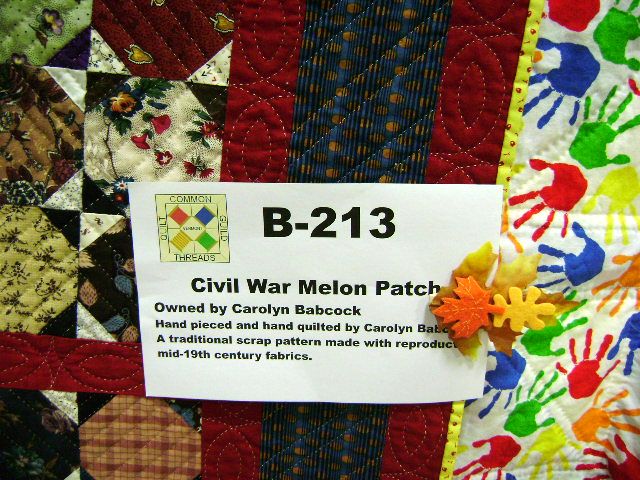 COMMON
QUILT
VERMONT
GUILD
THREADS
B-213
Civil War Melon Patch
Owned by Carolyn Babcock
Hand pieced and hand quilted by Carolyn
A traditional scrap pattern made with
mid-19th century fabrics.